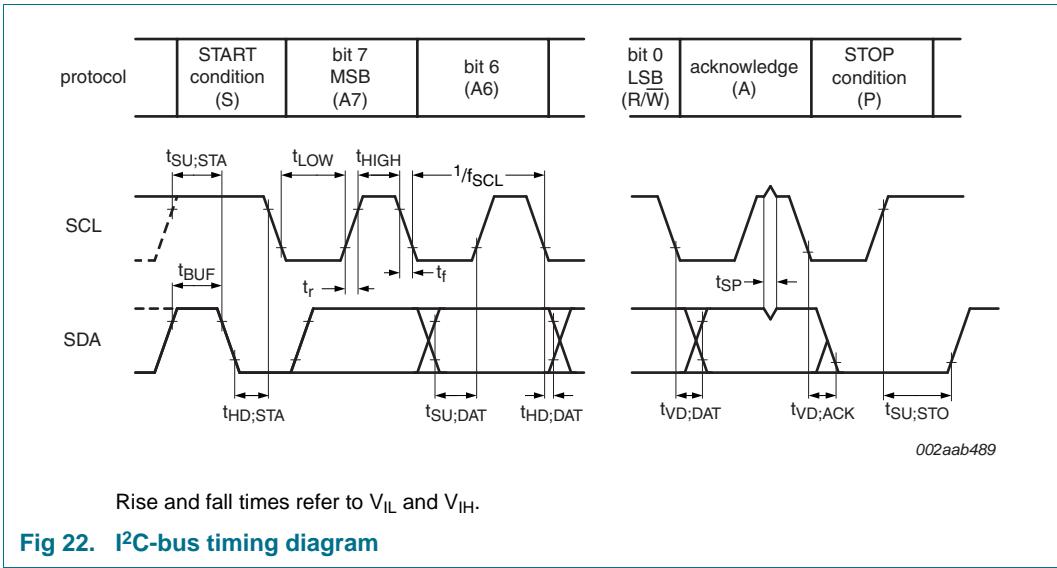 protocol
START
condition
(S)
bit 7
MSB
(A7)
bit 6
(A6)
bit 0
LSB
(R/W̅)
acknowledge
(A)
STOP
condition
(P)
tSU;STA
tLOW
tHIGH
1/fSCL
SCL
tBUF
tr
tf
tSP
SDA
tHD;STA
tSU;DAT
tHD;DAT
tVD;DAT
tVD;ACK
tSU;STO
002aab489
Rise and fall times refer to VIL and VIH.
Fig 22. I²C-bus timing diagram